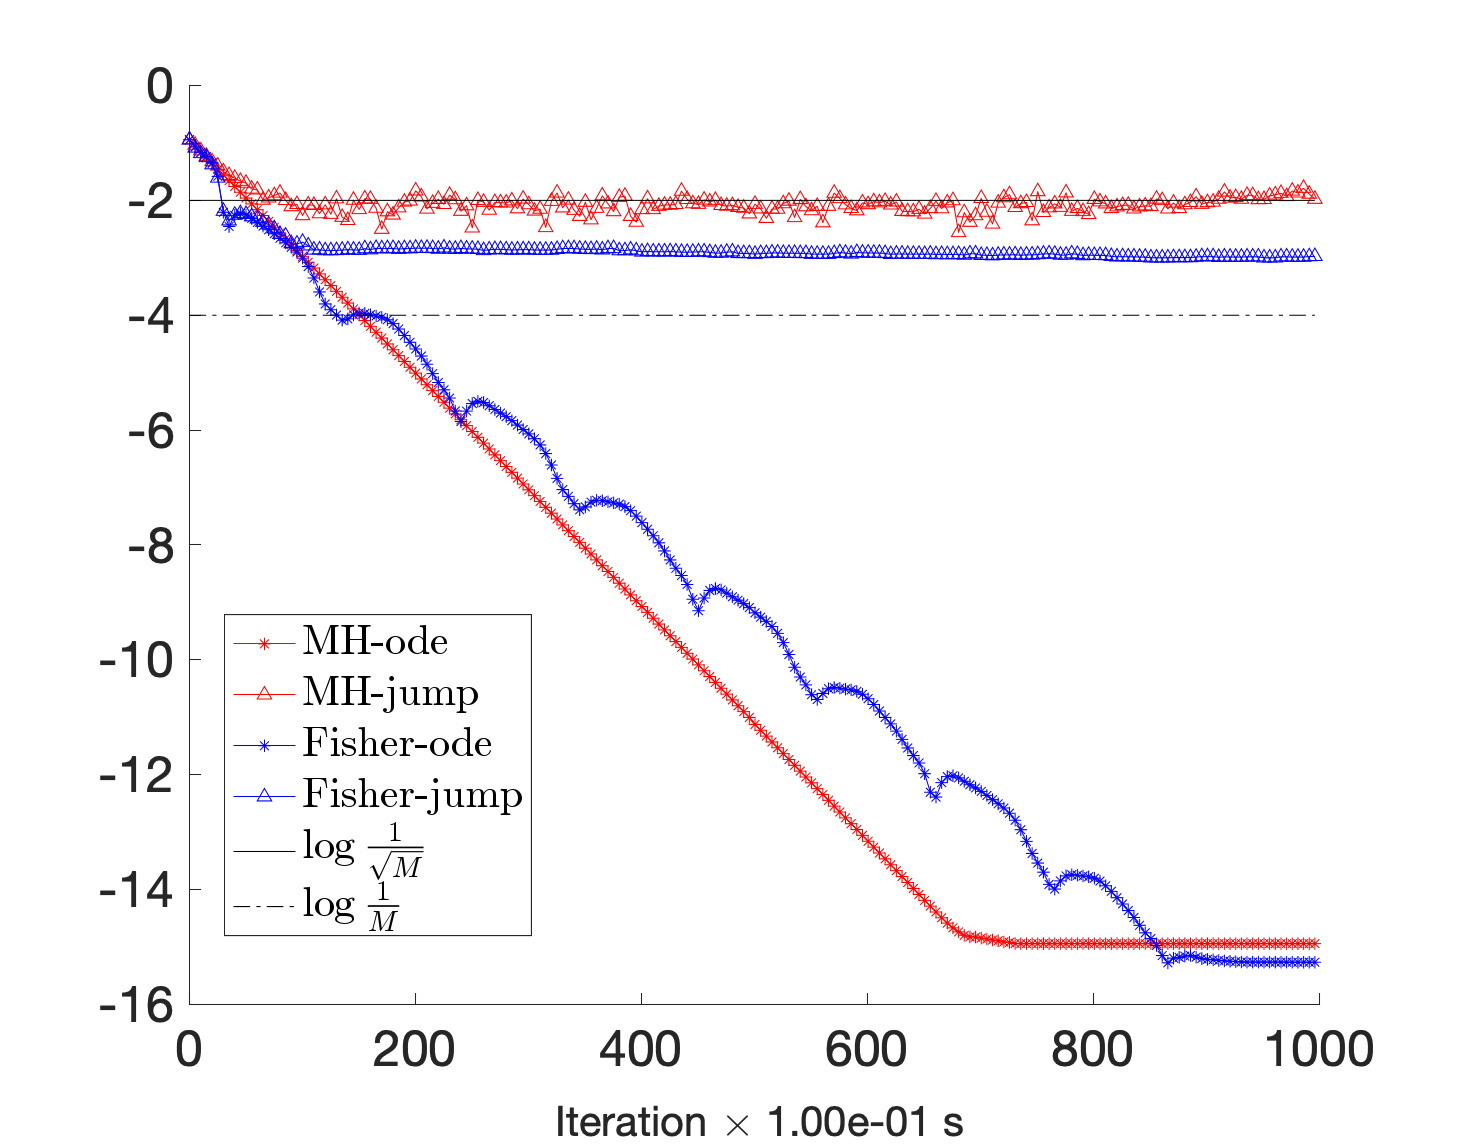 0
-2
-4
-6
-8
-10
-12
-14
-16
MH-ode
MH-jump
Fisher-ode
Fisher-jump
log 1/√M
log 1/M
0 200 400 600 800 1000
Iteration × 1.00e-01 s